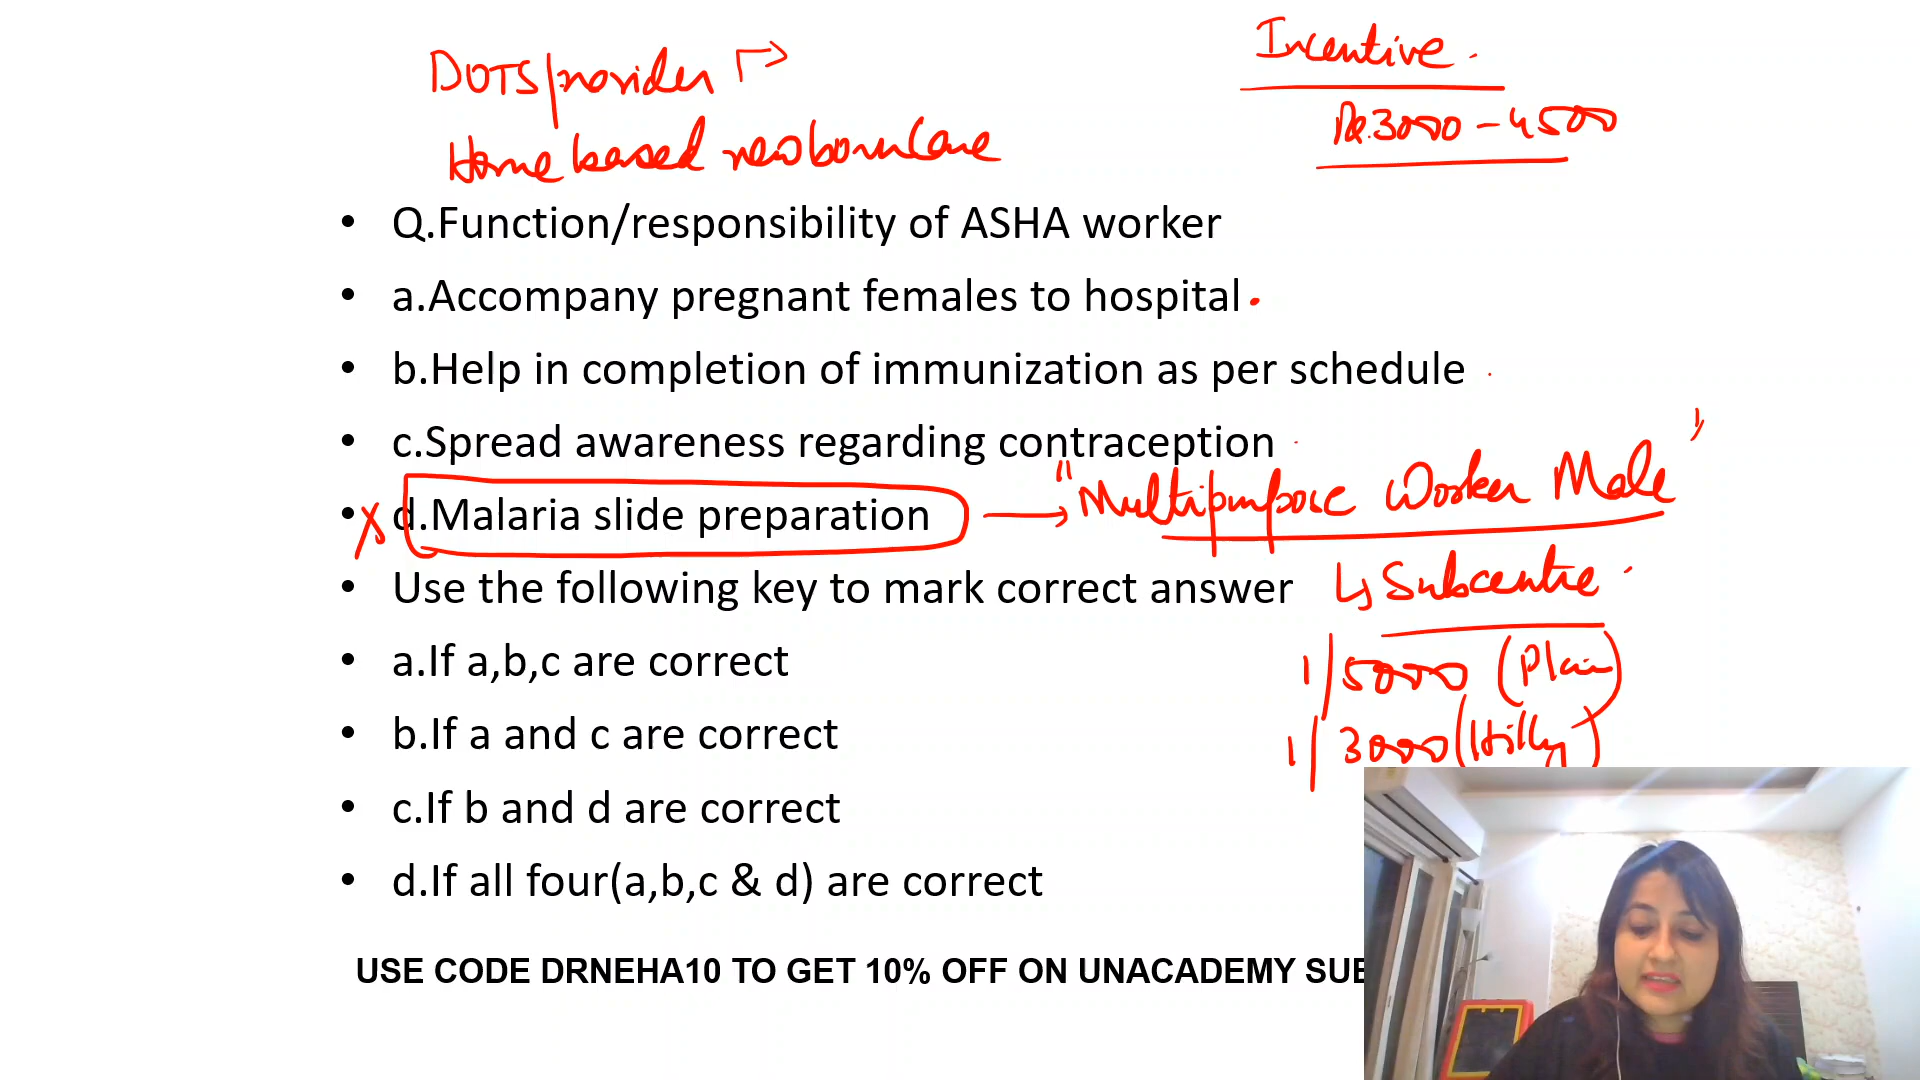 DOTS provider
Home based newborn Care
Incentive
Rs.3000-4500
• Q.Function/responsibility of ASHA worker
• a.Accompany pregnant females to hospital
• b.Help in completion of immunization as per schedule
• c.Spread awareness regarding contraception
• X d.Malaria slide preparation → "Multipurpose Worker Male"
• Use the following key to mark correct answer
↳ Subcentre
• a.If a,b,c are correct
1/5000 (Plain)
• b.If a and c are correct
1/3000 (Hilly)
• c.If b and d are correct
• d.If all four(a,b,c & d) are correct
USE CODE DRNEHA10 TO GET 10% OFF ON UNACADEMY